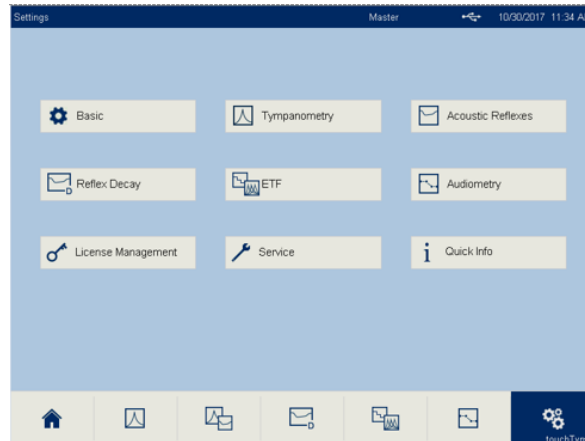 Settings Master 10/30/2017 11:34 A
Basic Tympanometry Acoustic Reflexes
Reflex Decay ETF Audiometry
License Management Service Quick Info